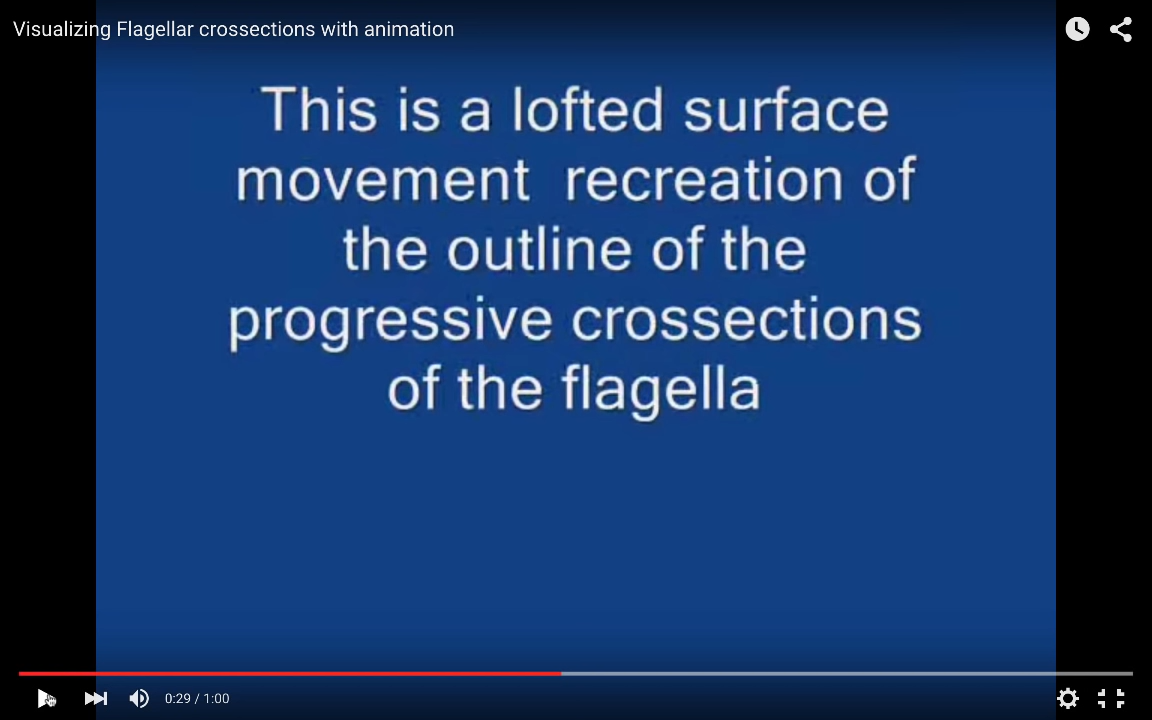 Visualizing Flagellar crossections with animation
This is a lofted surface
movement recreation of
the outline of the
progressive crossections
of the flagella
0:29 / 1:00